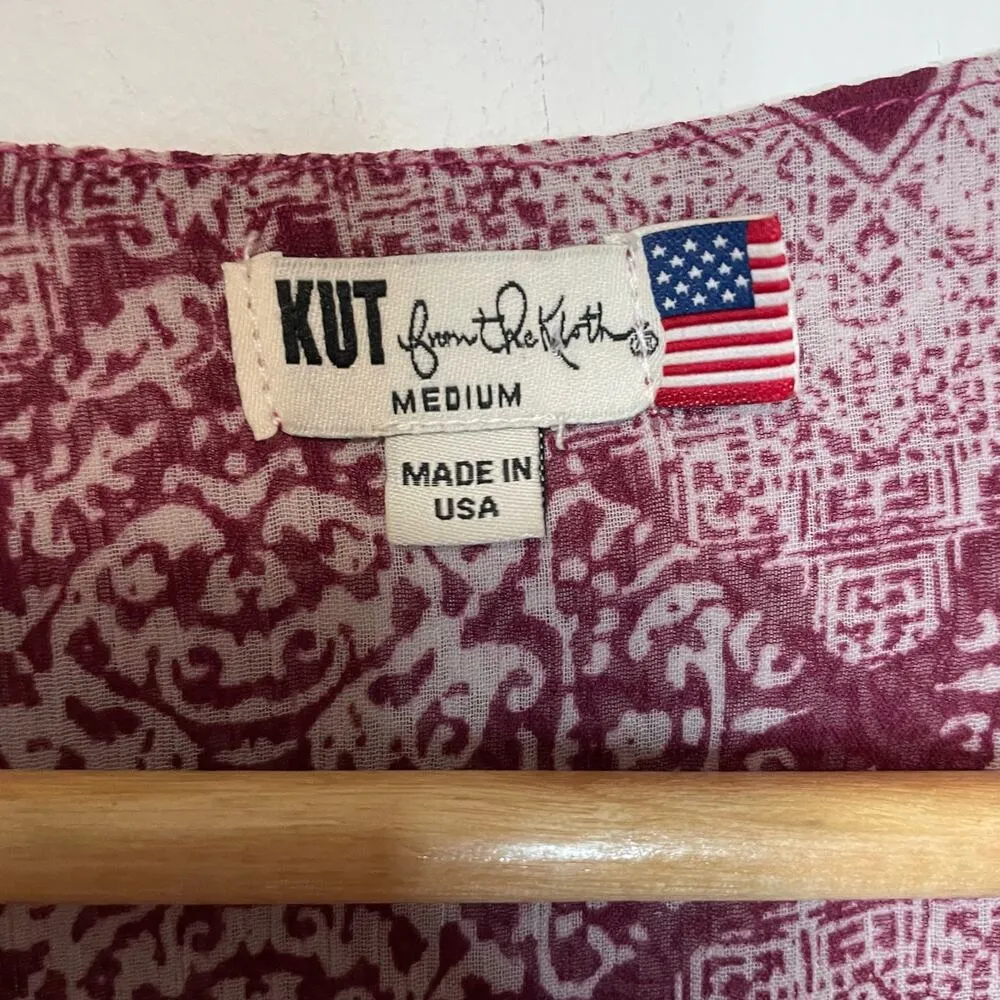 KUT from the Kloth
MEDIUM
MADE IN
USA